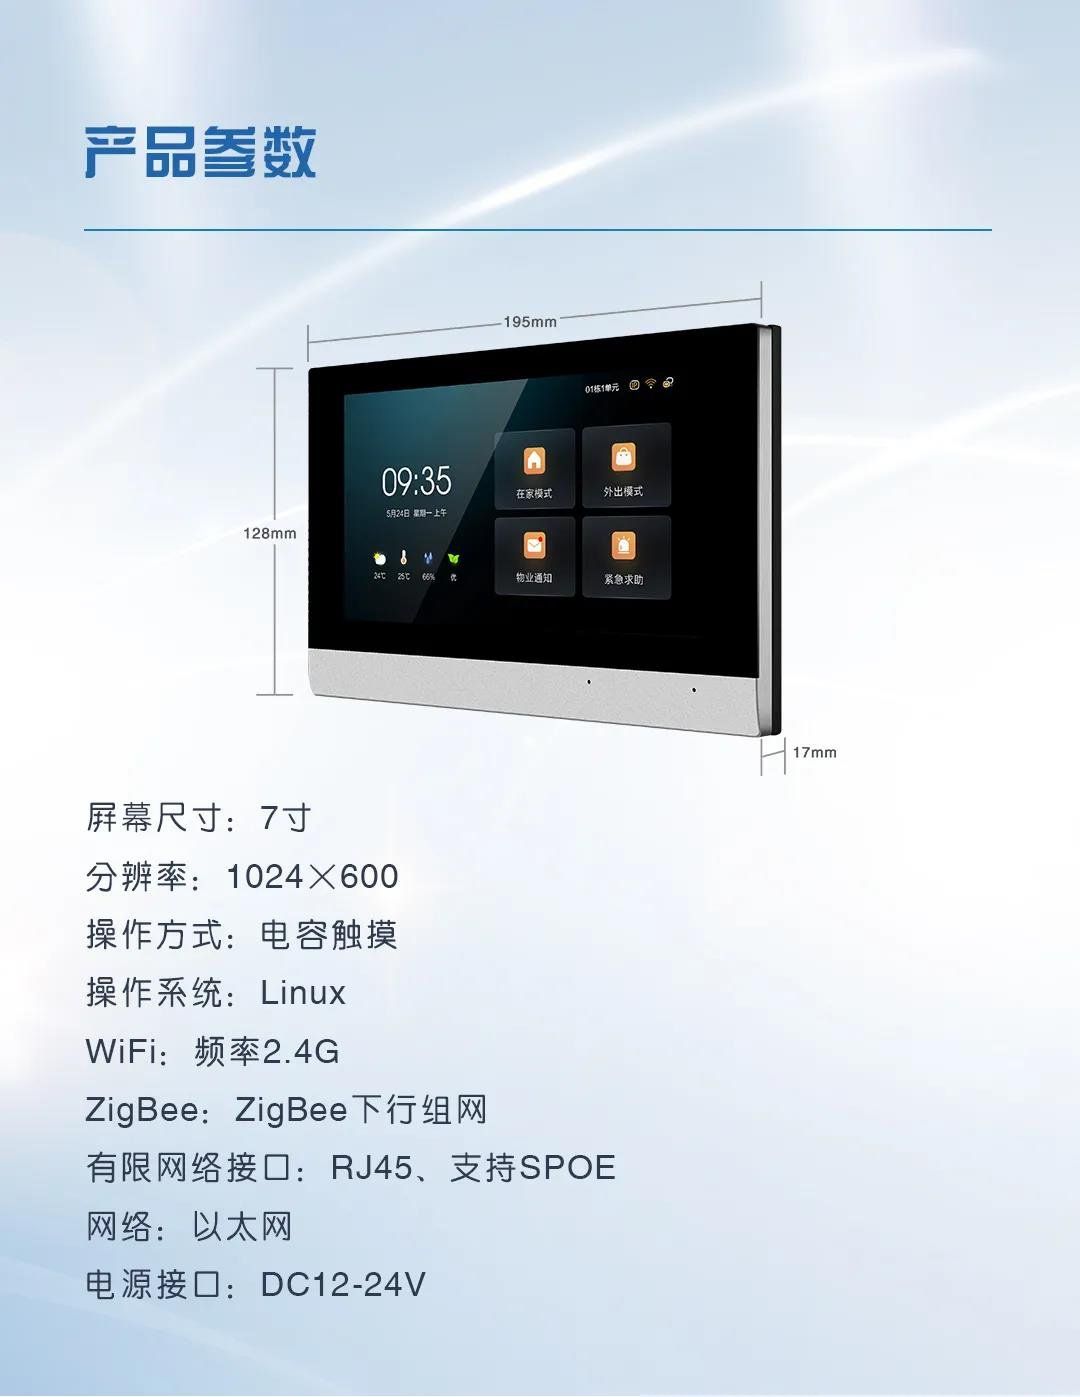 产品参数
195mm
01栋1单元
128mm
09:35
5月24日 星期一 上午
24℃ 25℃ 66% 优
在家模式 外出模式
物业通知 紧急求助
17mm
屏幕尺寸：7寸
分辨率：1024×600
操作方式：电容触摸
操作系统：Linux
WiFi：频率2.4G
ZigBee：ZigBee下行组网
有限网络接口：RJ45、支持SPOE
网络：以太网
电源接口：DC12-24V